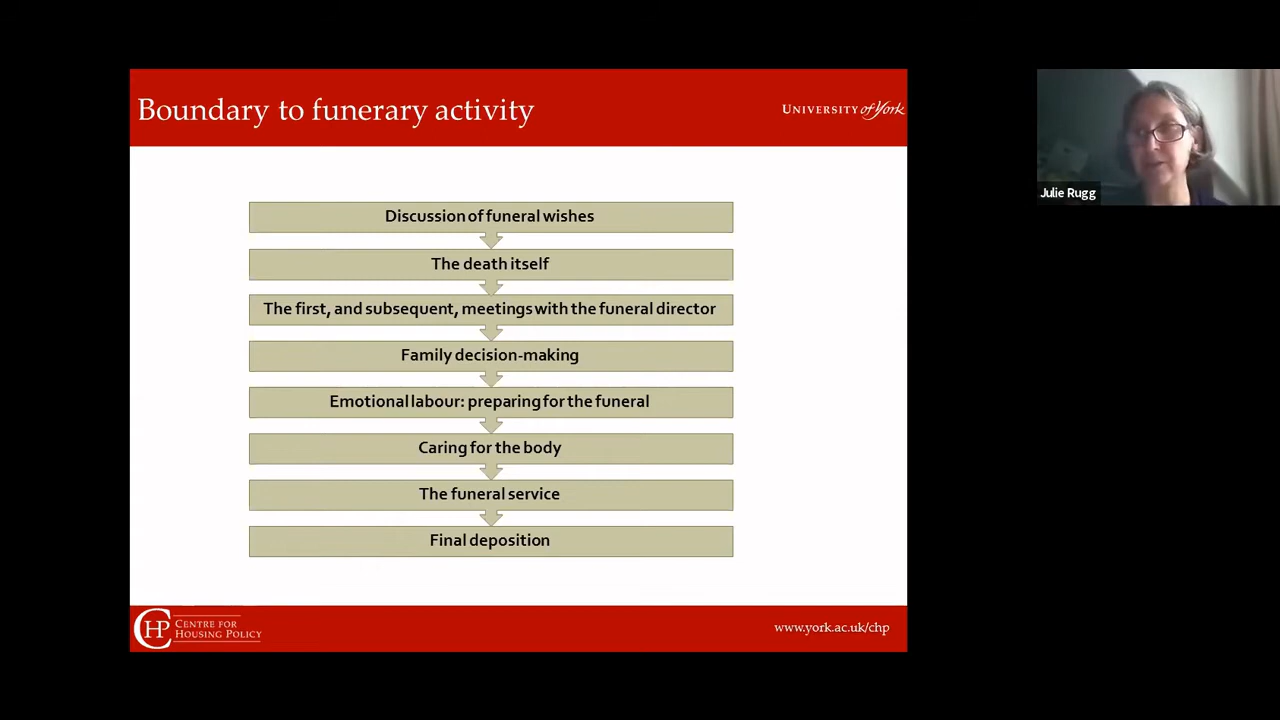 Boundary to funerary activity
UNIVERSITY of York
Discussion of funeral wishes
The death itself
The first, and subsequent, meetings with the funeral director
Family decision-making
Emotional labour: preparing for the funeral
Caring for the body
The funeral service
Final deposition
CHP CENTRE FOR
HOUSING POLICY
www.york.ac.uk/chp
Julie Rugg